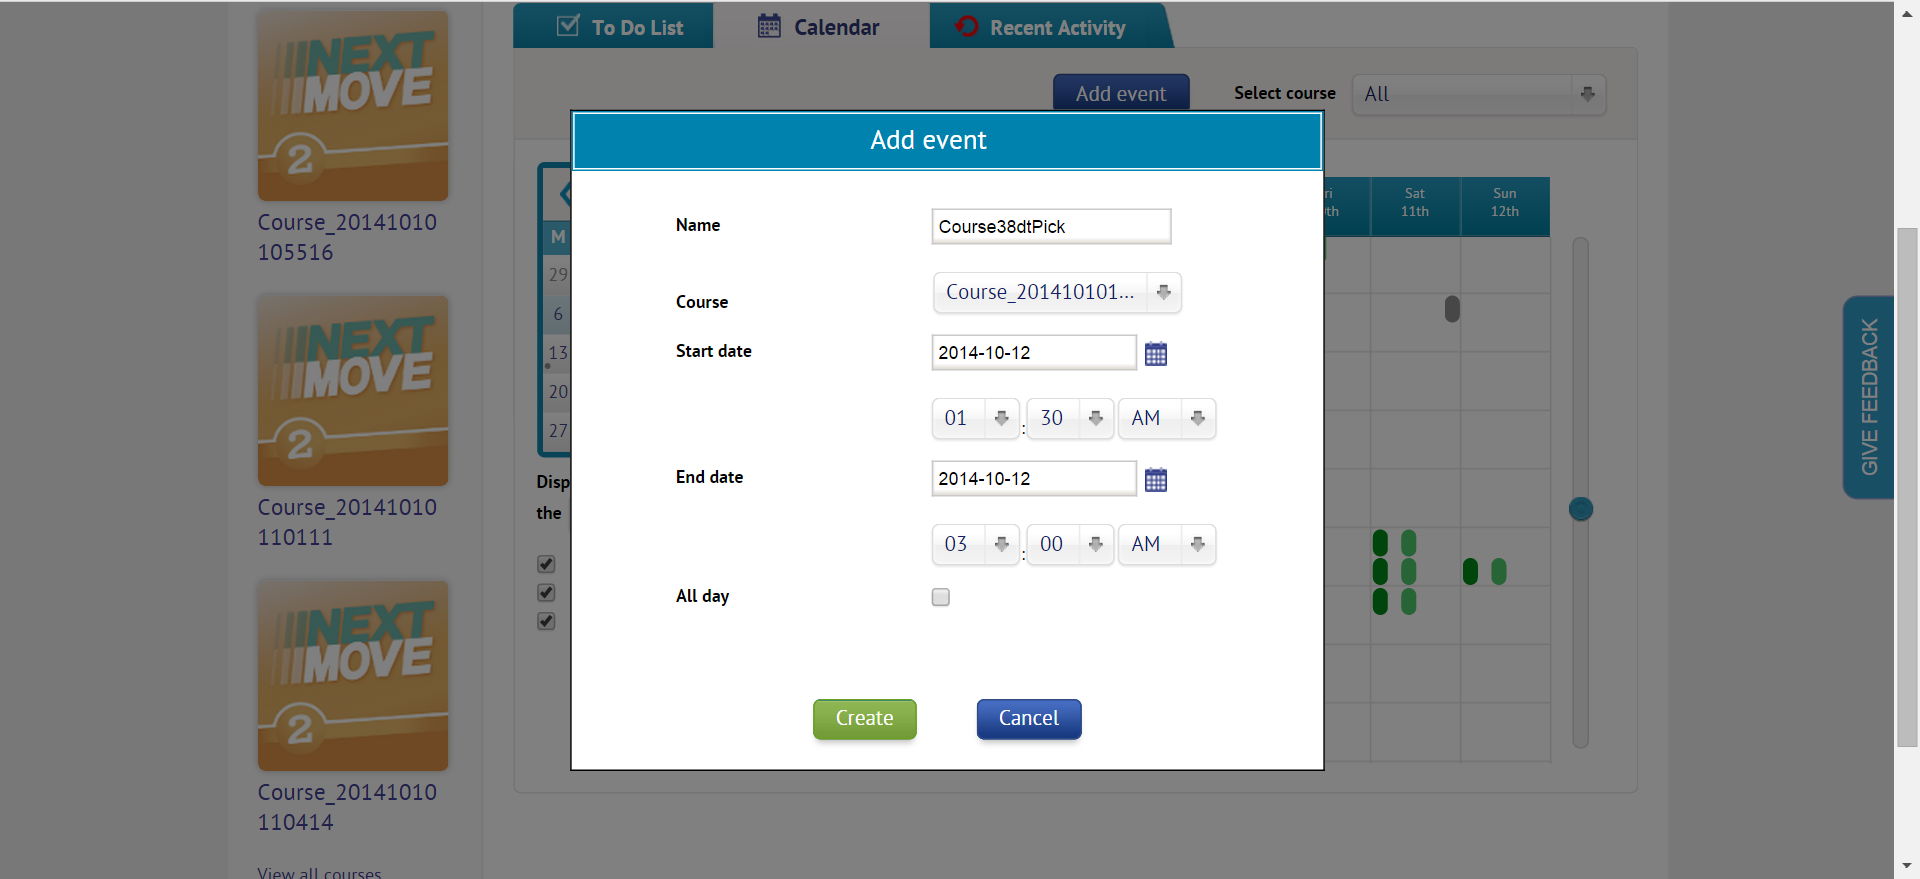 To Do List
Calendar
Recent Activity
Add event
Select course
All
NEXT
MOVE
2
Course_20141010
105516
NEXT
MOVE
2
Course_20141010
110111
NEXT
MOVE
2
Course_20141010
110414
View all courses
M
29
6
13
20
27
Disp
the
Add event
Name
Course38dtPick
Course
Course_201410101...
Start date
2014-10-12
01 : 30 AM
End date
2014-10-12
03 : 00 AM
All day
Create
Cancel
ri
th
Sat
11th
Sun
12th
GIVE FEEDBACK